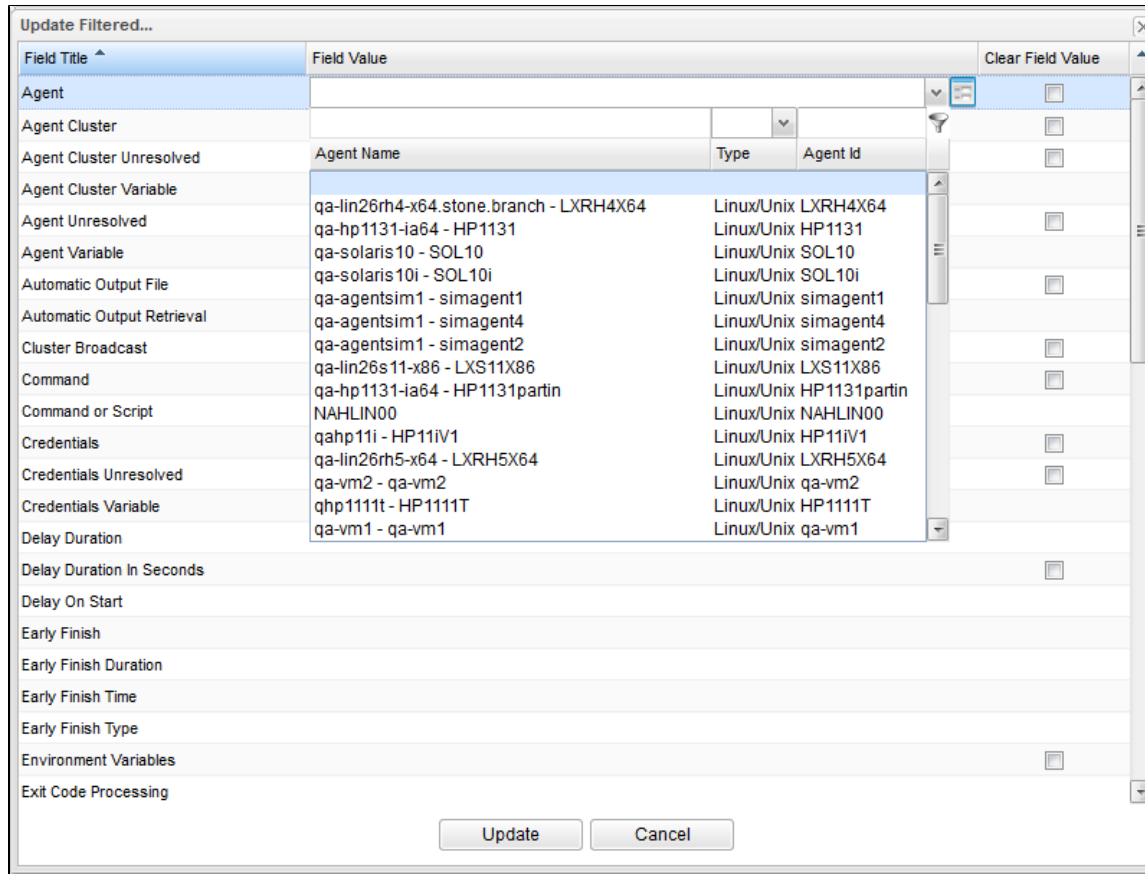 Update Filtered...
Field Title Field Value Clear Field Value
Agent
Agent Cluster
Agent Cluster Unresolved Agent Name Type Agent Id
Agent Cluster Variable
qa-lin26rh4-x64.stone.branch - LXRH4X64 Linux/Unix LXRH4X64
Agent Unresolved qa-hp1131-ia64 - HP1131 Linux/Unix HP1131
Agent Variable qa-solaris10 - SOL10 Linux/Unix SOL10
qa-solaris10i - SOL10i Linux/Unix SOL10i
Automatic Output File qa-agentsim1 - simagent1 Linux/Unix simagent1
Automatic Output Retrieval qa-agentsim1 - simagent4 Linux/Unix simagent4
Cluster Broadcast qa-agentsim1 - simagent2 Linux/Unix simagent2
qa-lin26s11-x86 - LXS11X86 Linux/Unix LXS11X86
Command qa-hp1131-ia64 - HP1131partin Linux/Unix HP1131partin
Command or Script NAHLIN00 Linux/Unix NAHLIN00
Credentials qahp11i - HP11iV1 Linux/Unix HP11iV1
qa-lin26rh5-x64 - LXRH5X64 Linux/Unix LXRH5X64
Credentials Unresolved qa-vm2 - qa-vm2 Linux/Unix qa-vm2
Credentials Variable qhp1111t - HP1111T Linux/Unix HP1111T
Delay Duration qa-vm1 - qa-vm1 Linux/Unix qa-vm1
Delay Duration In Seconds
Delay On Start
Early Finish
Early Finish Duration
Early Finish Time
Early Finish Type
Environment Variables
Exit Code Processing
Update Cancel